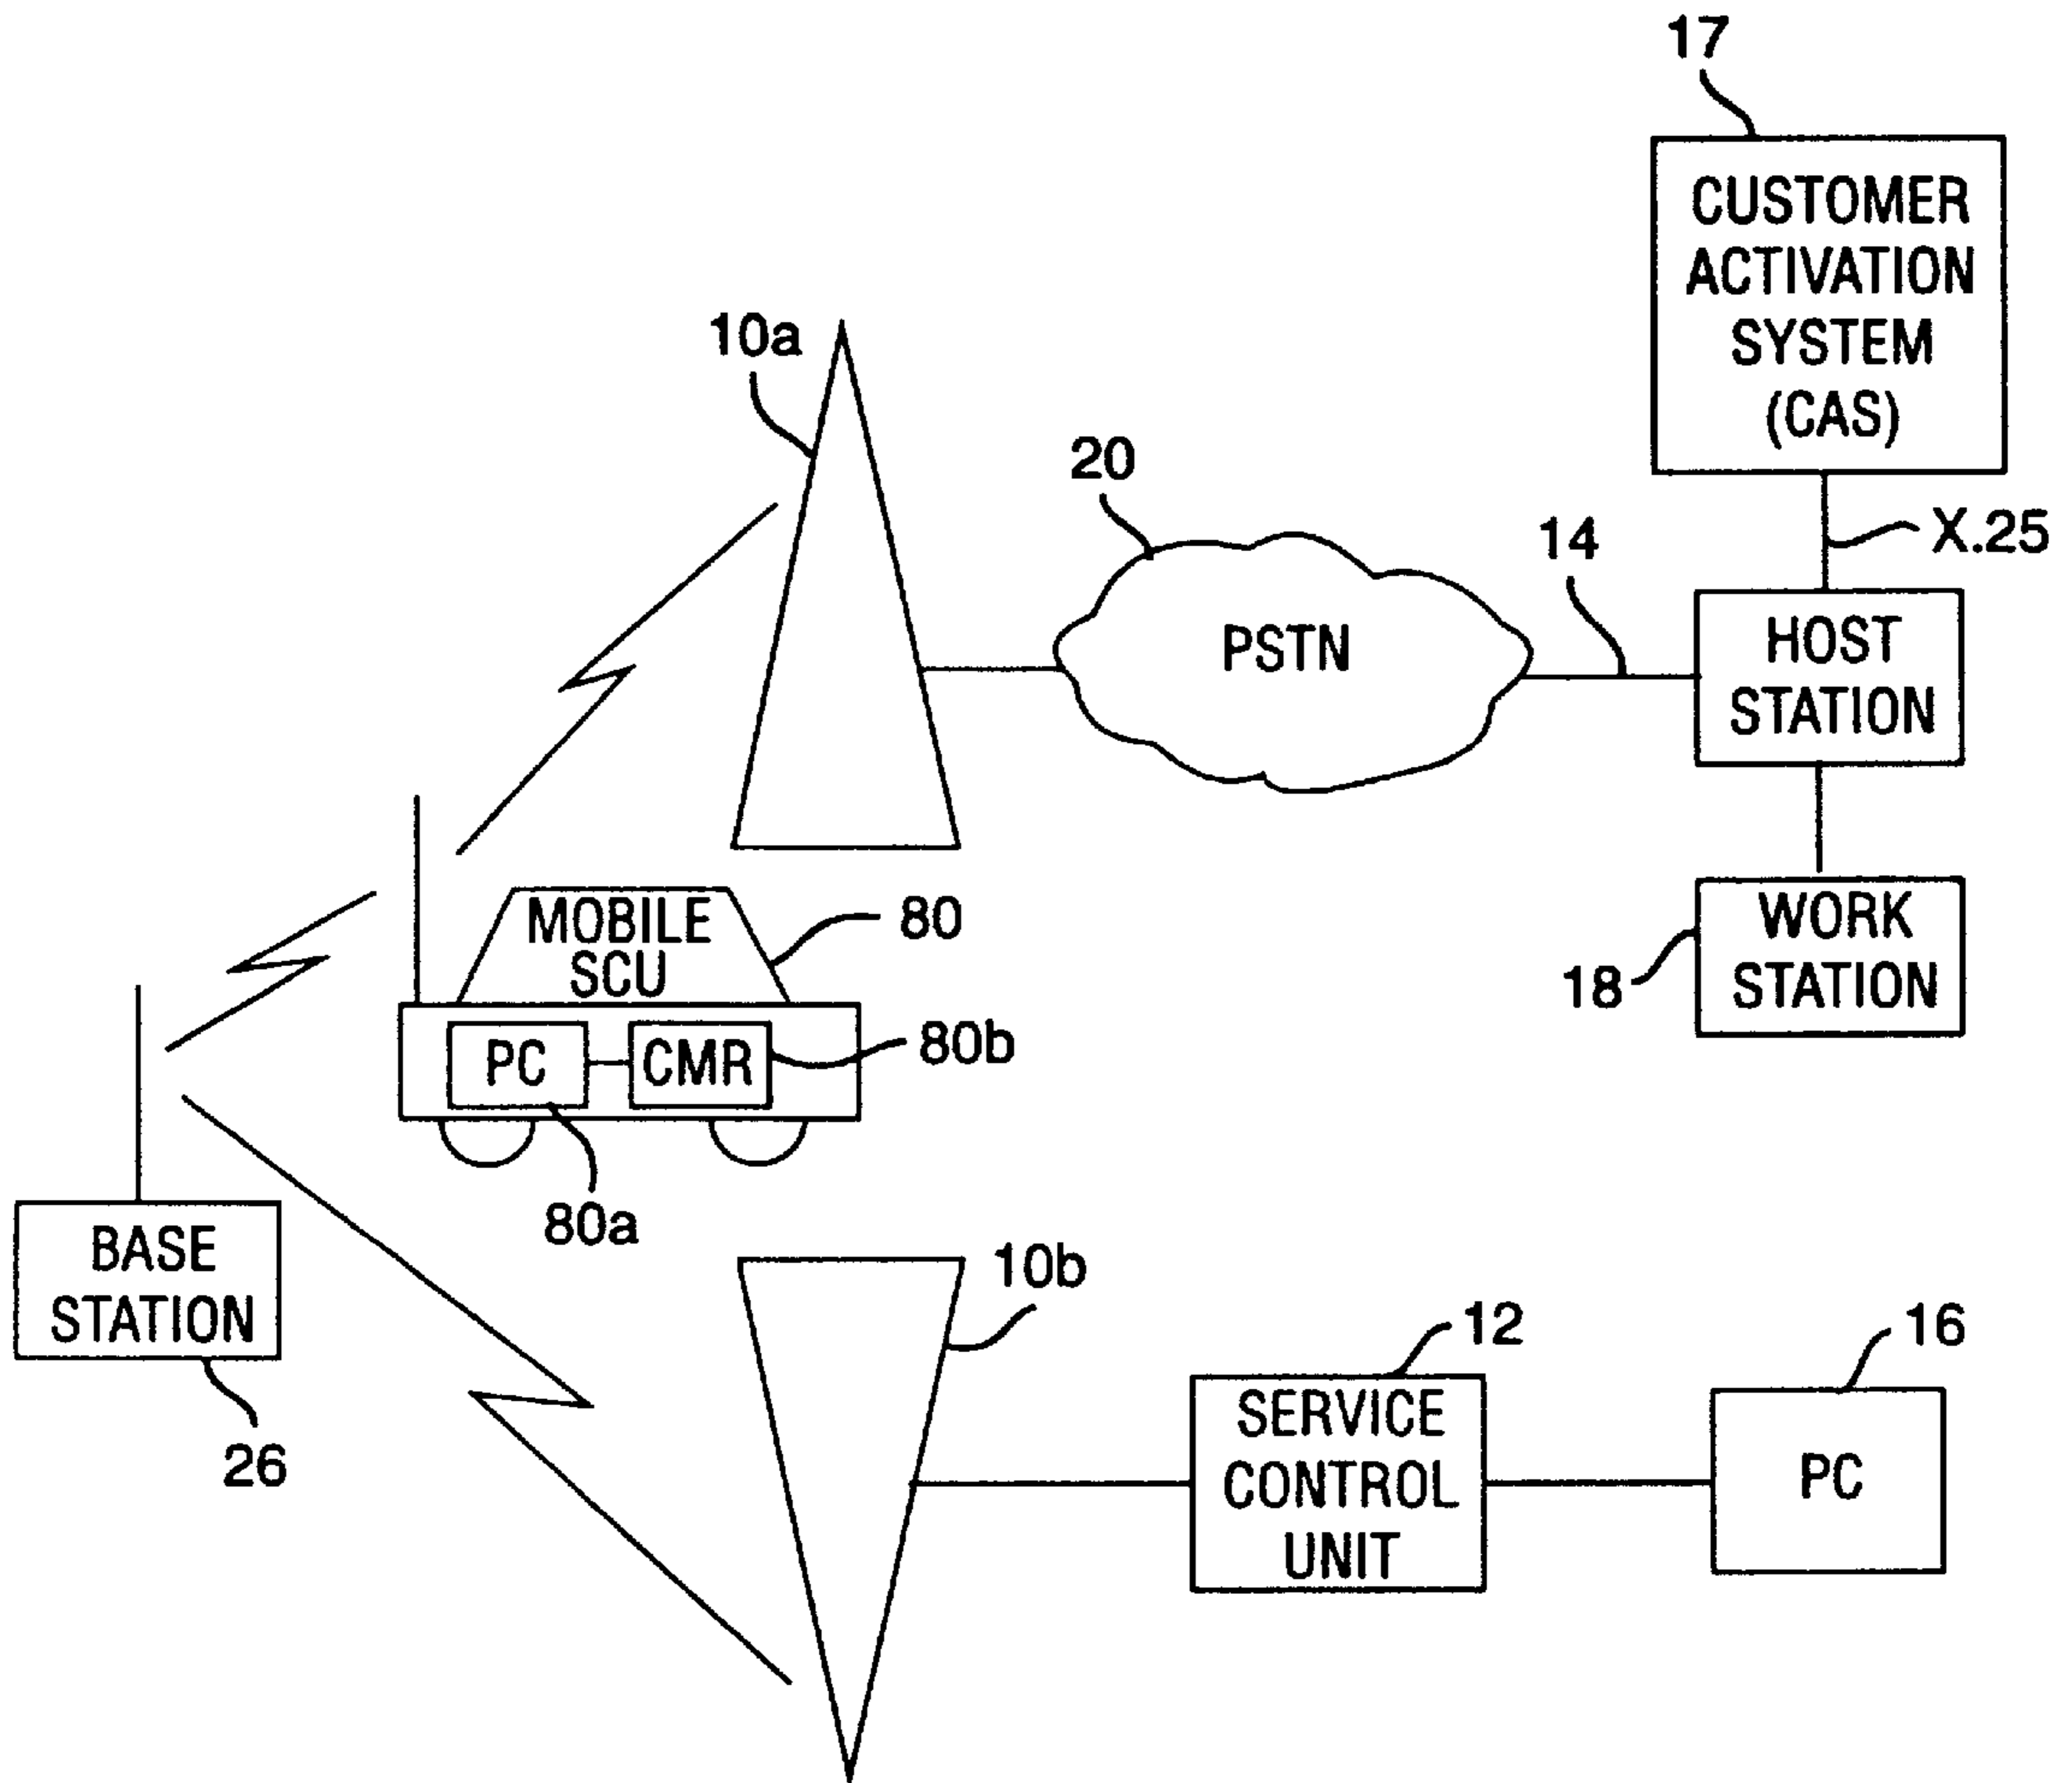 17
CUSTOMER
ACTIVATION
SYSTEM
(CAS)
10a
20
14
X.25
PSTN
HOST
STATION
MOBILE
SCU
80
WORK
STATION
18
PC
CMR
80b
80a
BASE
STATION
26
10b
12
16
SERVICE
CONTROL
UNIT
PC